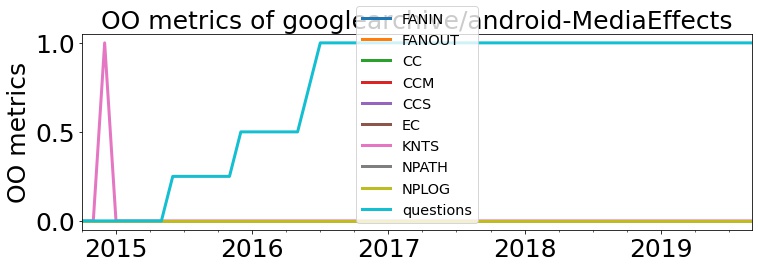 OO metrics of googlearchive/android-MediaEffects
OO metrics
1.0
0.5
0.0
FANIN
FANOUT
CC
CCM
CCS
EC
KNTS
NPATH
NPLOG
questions
2015 2016 2017 2018 2019